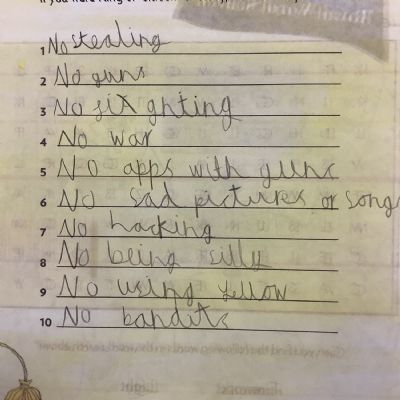 1 No stealing
2 No guns
3 No fighting
4 No war
5 No apps with guns
6 No sad pictures or song
7 No hacking
8 No being silly
9 No using yellow
10 No bandits